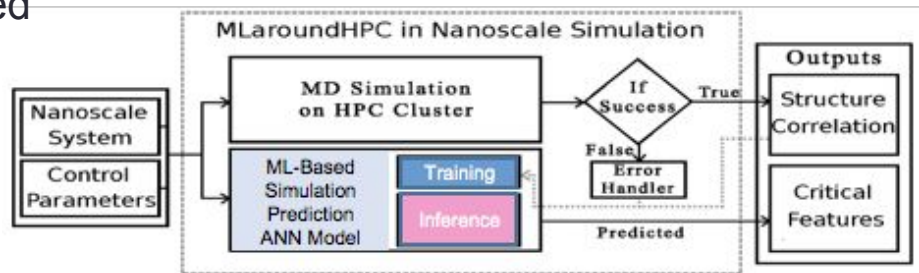 ed
MLaroundHPC in Nanoscale Simulation
Nanoscale
System
Control
Parameters
MD Simulation
on HPC Cluster
If
Success
True
False
Error
Handler
ML-Based
Simulation
Prediction
ANN Model
Training
Inference
Predicted
Outputs
Structure
Correlation
Critical
Features